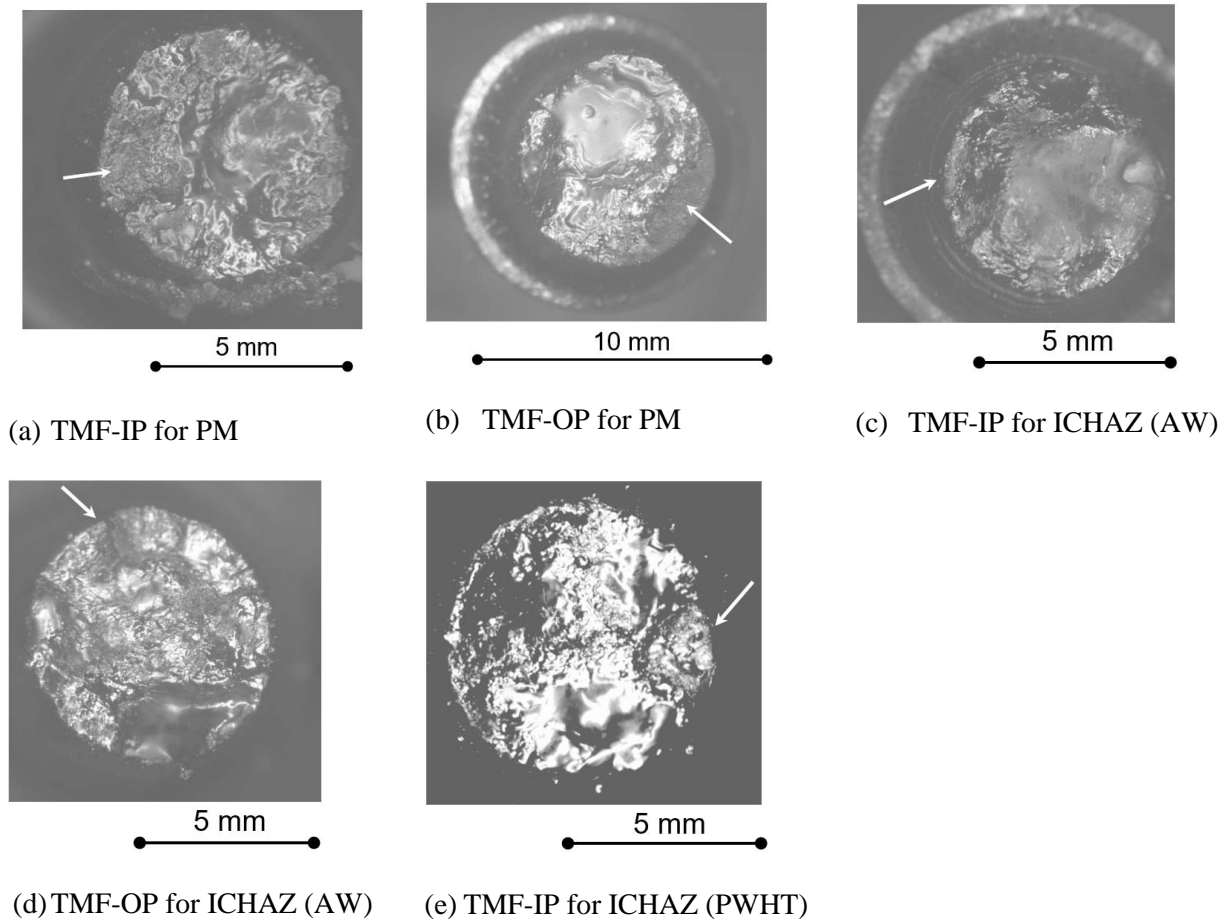 5 mm
10 mm
5 mm
(a) TMF-IP for PM
(b) TMF-OP for PM
(c) TMF-IP for ICHAZ (AW)
5 mm
5 mm
(d) TMF-OP for ICHAZ (AW)
(e) TMF-IP for ICHAZ (PWHT)